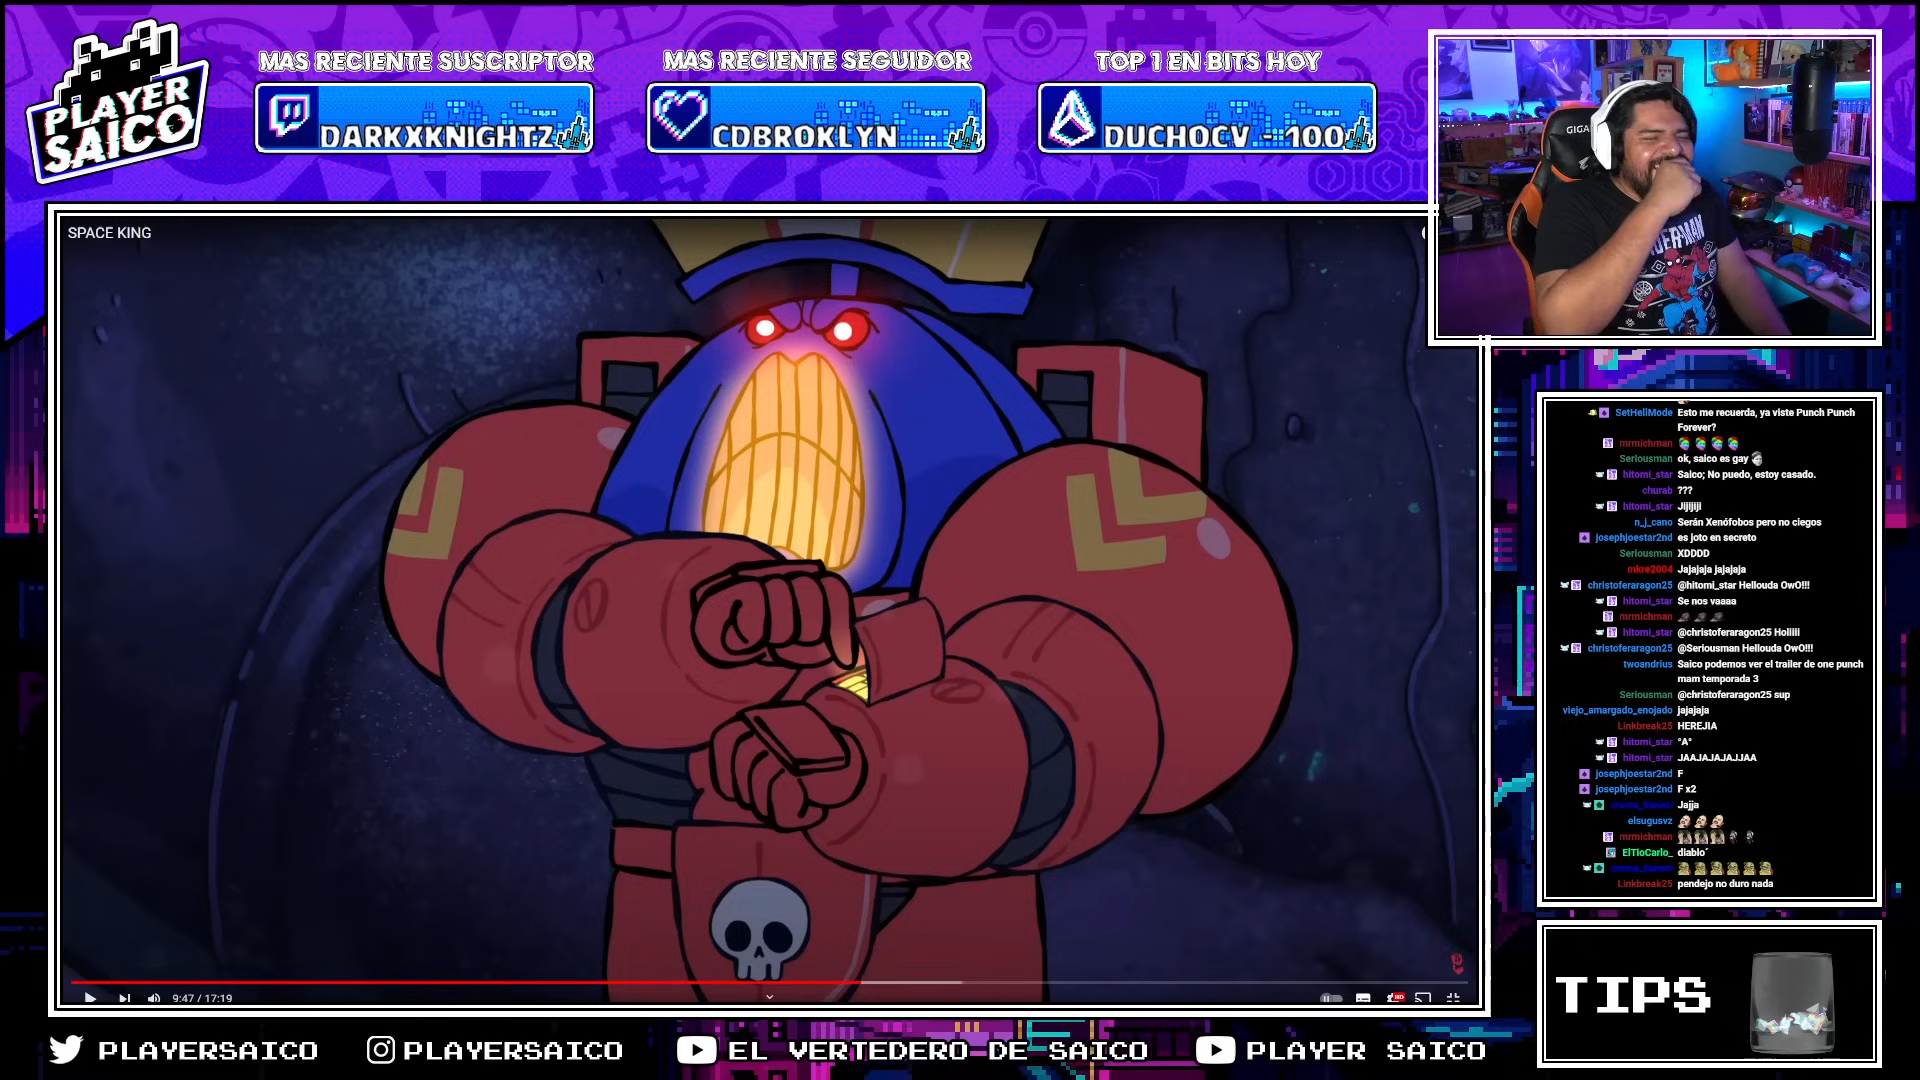 PLAYER
SAICO
MAS RECIENTE SUSCRIPTOR
DARKXKNIGHTZ
MAS RECIENTE SEGUIDOR
CDBROKLYN
TOP 1 EN BITS HOY
DUCHOCV - 100
GIGA
SPACE KING
SetHellMode Esto me recuerda, ya viste Punch Punch
Forever?
mrmichman
Seriousman ok, saico es gay
hitomi_star Saico; No puedo, estoy casado.
churab ???
hitomi_star Jijijiji
n_j_cano Serán Xenófobos pero no ciegos
josephjoestar2nd es joto en secreto
Seriousman XDDDD
mkre2004 Jajajaja jajajaja
christoferaragon25 @hitomi_star Hellouda OwO!!!
hitomi_star Se nos vaaaa
mrmichman
hitomi_star @christoferaragon25 Holiiii
christoferaragon25 @Seriousman Hellouda OwO!!!
twoandrius Saico podemos ver el trailer de one punch
mam temporada 3
Seriousman @christoferaragon25 sup
viejo_amargado_enojado jajajaja
Linkbreak25 HEREJIA
hitomi_star °A°
hitomi_star JAAJAJAJAJJAA
josephjoestar2nd F
josephjoestar2nd F x2
Jajja
elsugusvz
mrmichman
ElTioCarlo_ diablo´
Linkbreak25 pendejo no duro nada
9:47 / 17:19
TIPS
PLAYERSAICO
PLAYERSAICO
EL VERTEDERO DE SAICO
PLAYER SAICO